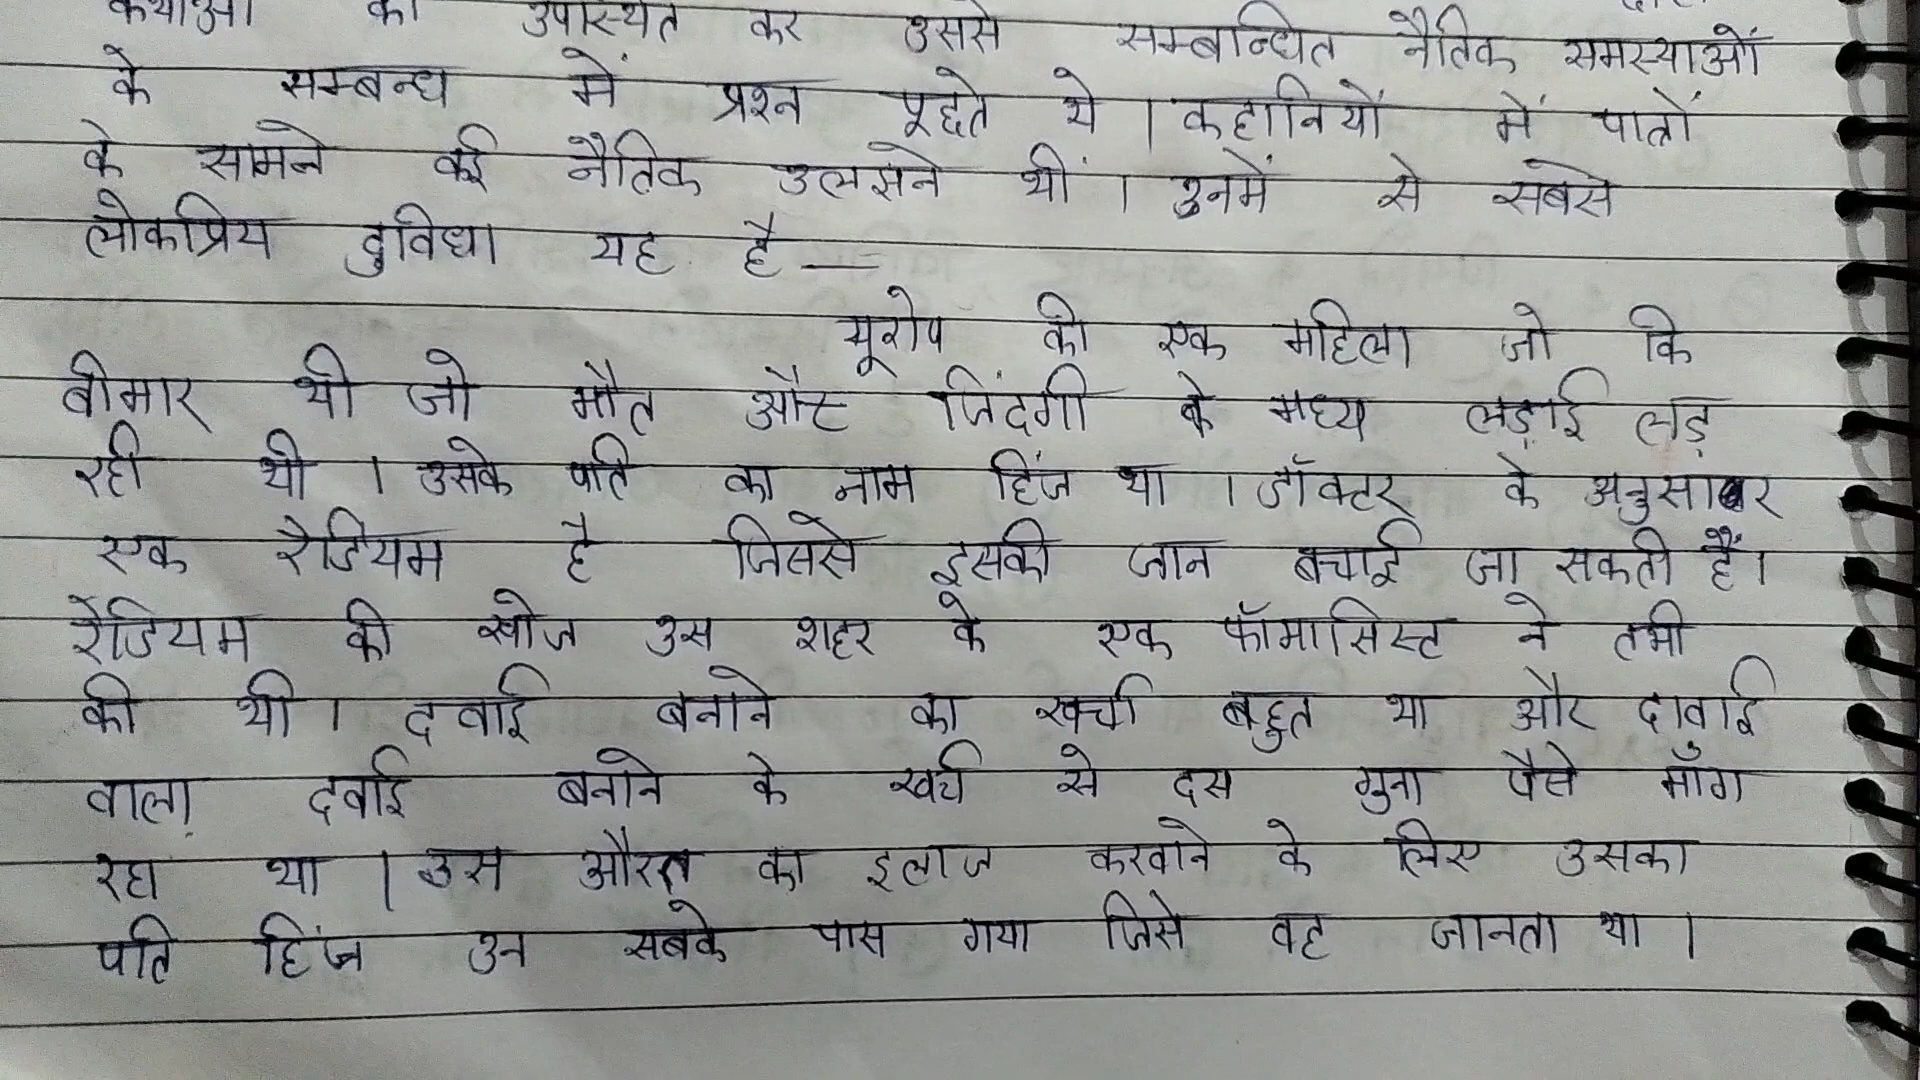 कथाओं को उपस्थित कर उससे सम्बन्धित नैतिक समस्याओं
के सम्बन्ध में प्रश्न पूछते थे । कहानियों में पात्रों
के सामने कई नैतिक उलझने थीं । उनमें से सबसे
लोकप्रिय दुविधा यह है —
यूरोप की एक महिला जो कि
बीमार थी जो मौत और जिंदगी के मध्य लड़ाई लड़
रही थी । उसके पति का नाम हिंज था । डॉक्टर के अनुसार
एक रेडियम है जिससे इसकी जान बचाई जा सकती हैं।
रेडियम की खोज उस शहर के एक फॉमासिस्ट ने तभी
की थी । दवाई बनाने का खर्चा बहुत था और दावाई
वाला दवाई बनाने के खर्च से दस गुना पैसे माँग
रहा था । उस औरत का इलाज करवाने के लिए उसका
पति हिंज उन सबके पास गया जिसे वह जानता था ।